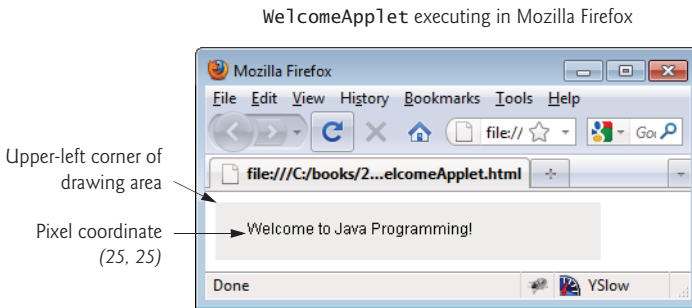 WelcomeApplet executing in Mozilla Firefox
Mozilla Firefox
File Edit View History Bookmarks Tools Help
file://
file:///C:/books/2...elcomeApplet.html
Upper-left corner of
drawing area
Welcome to Java Programming!
Pixel coordinate
(25, 25)
Done YSlow